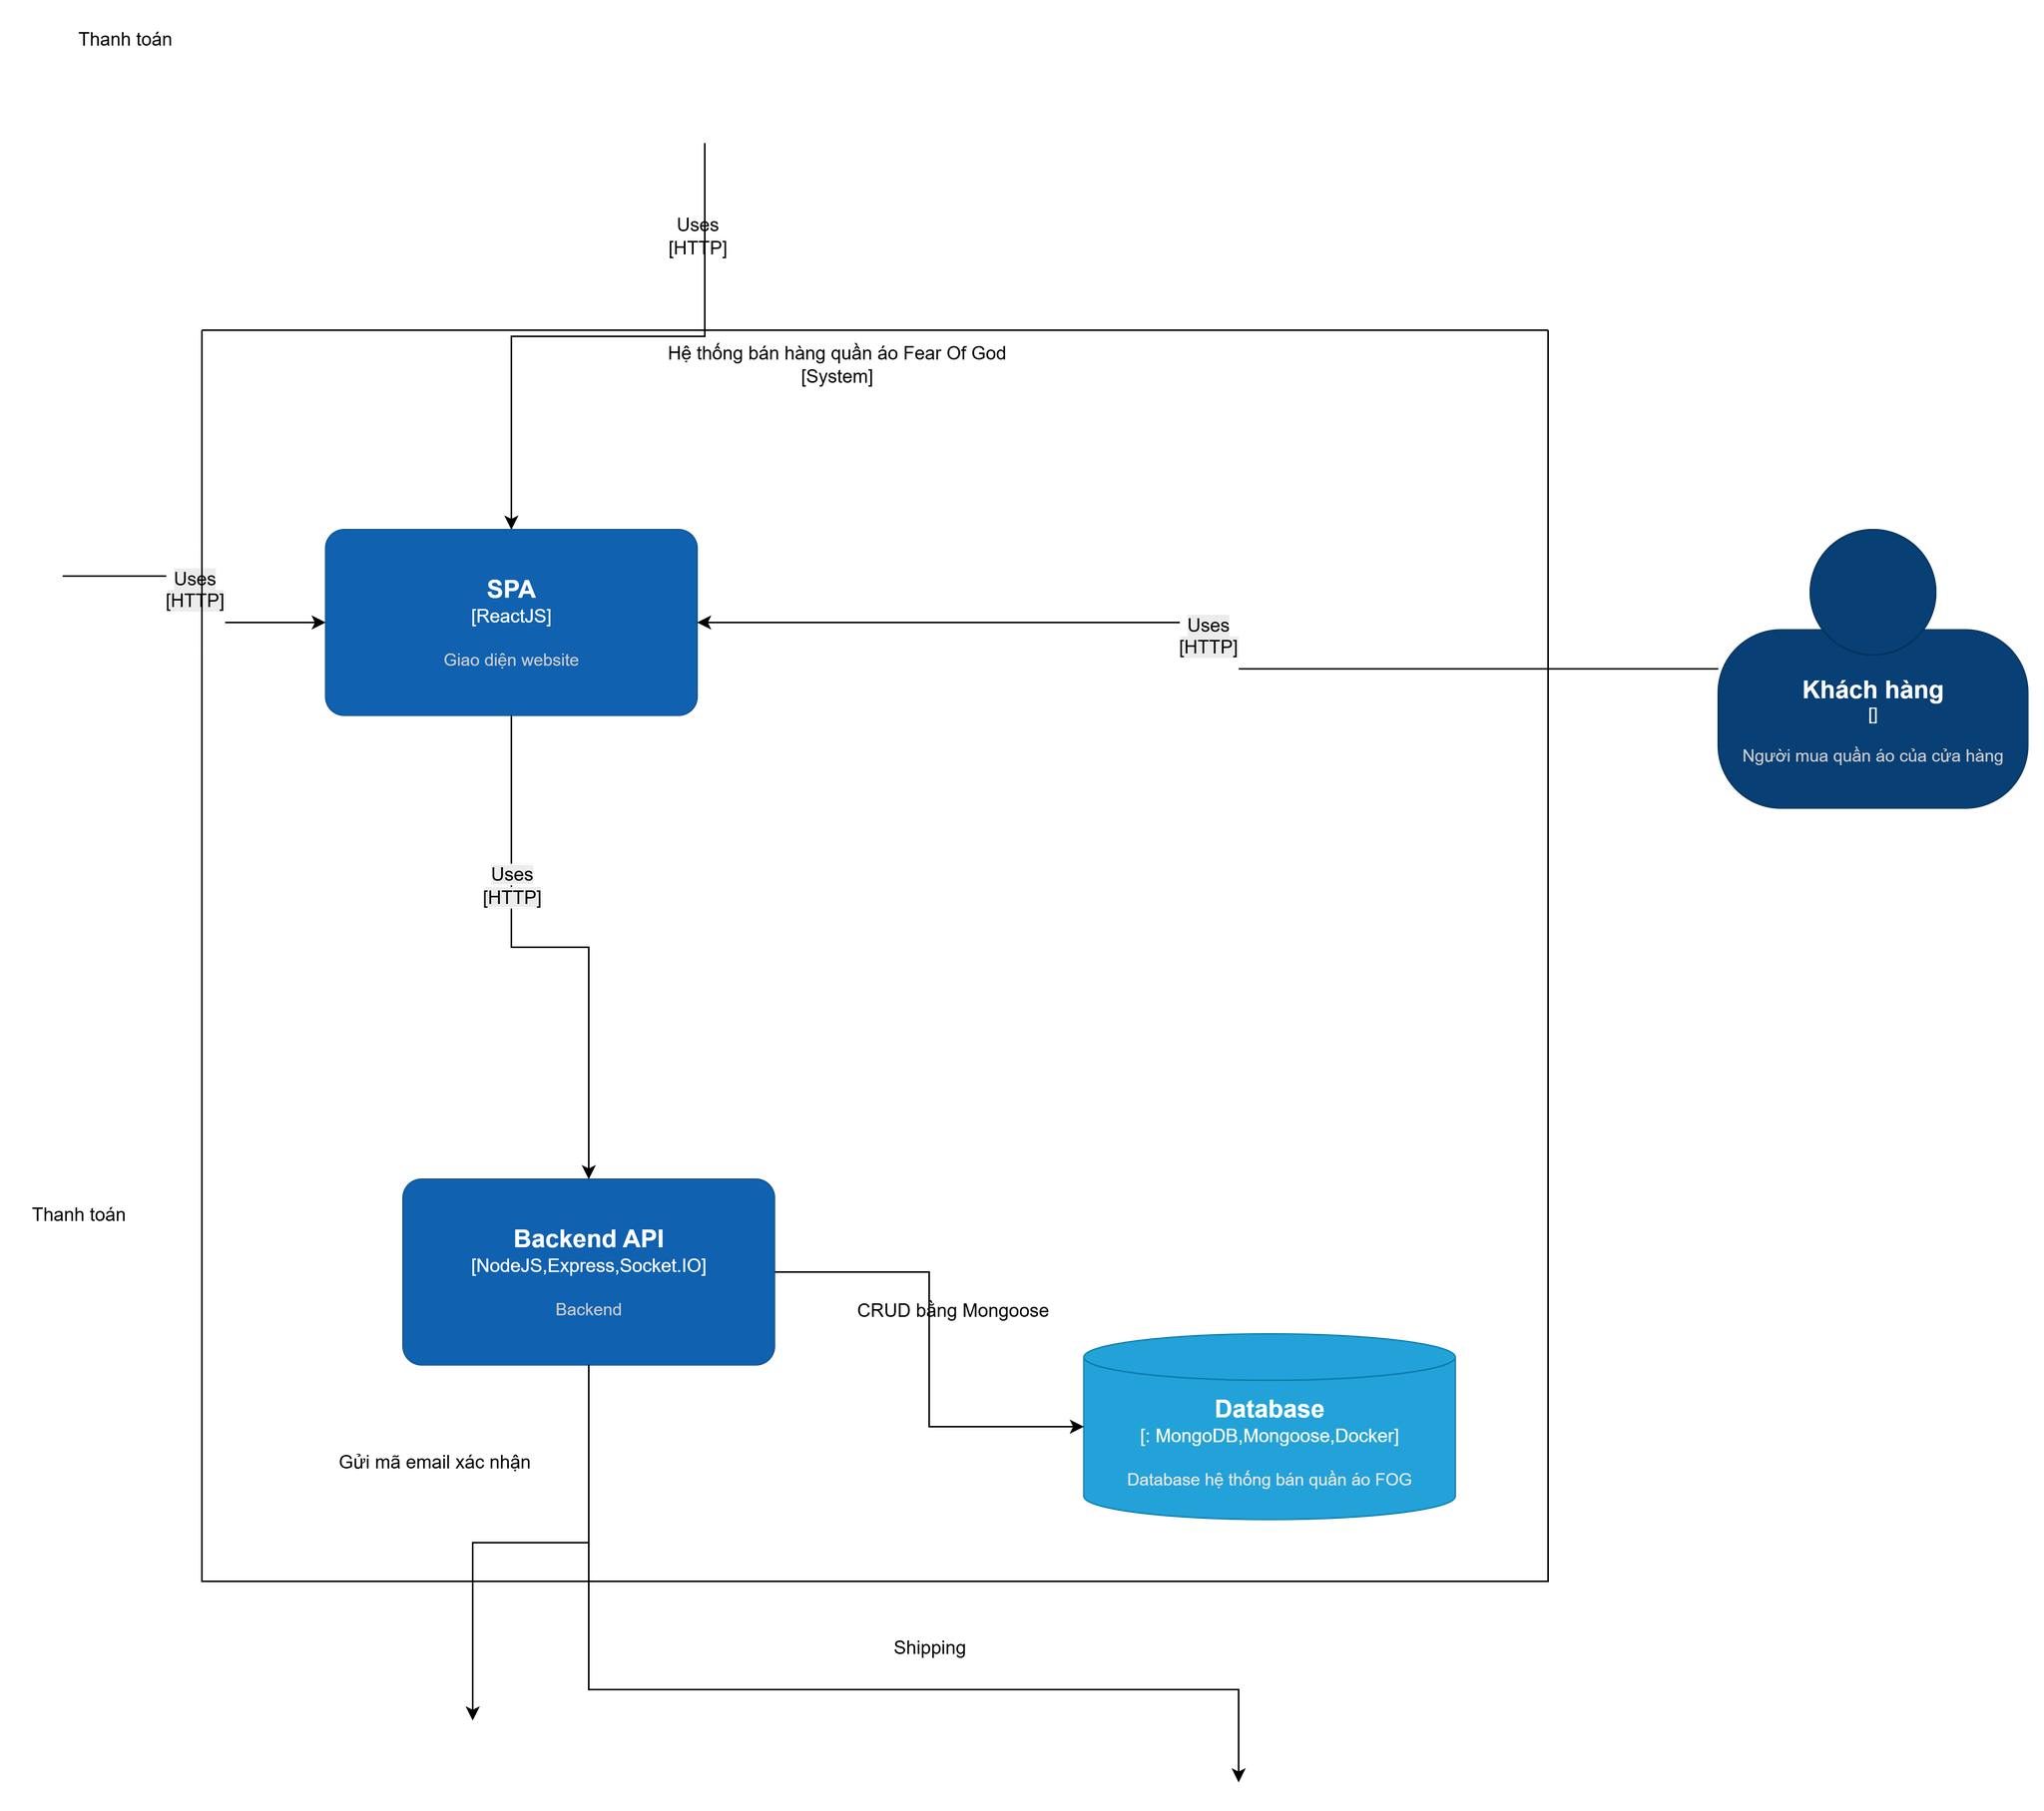 Thanh toán
Uses
[HTTP]
Hệ thống bán hàng quần áo Fear Of God
[System]
Uses
[HTTP]
SPA
[ReactJS]
Giao diện website
Uses
[HTTP]
Khách hàng
[]
Người mua quần áo của cửa hàng
Uses
[HTTP]
Thanh toán
Backend API
[NodeJS,Express,Socket.IO]
Backend
CRUD bằng Mongoose
Database
[: MongoDB,Mongoose,Docker]
Database hệ thống bán quần áo FOG
Gửi mã email xác nhận
Shipping